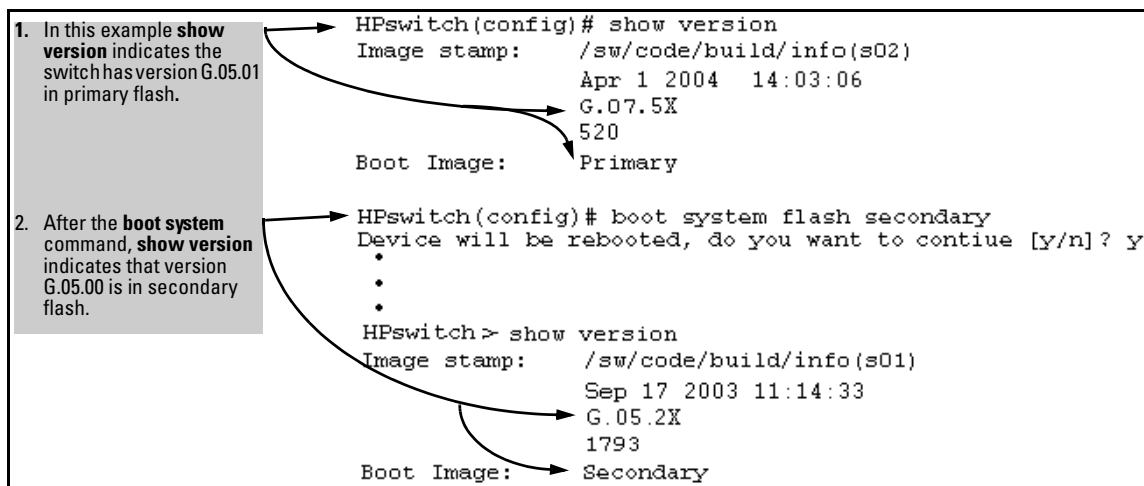 1. In this example show
version indicates the
switch has version G.05.01
in primary flash.
HPswitch(config)# show version
Image stamp: /sw/code/build/info(s02)
Apr 1 2004 14:03:06
G.07.5X
520
Boot Image: Primary
2. After the boot system
command, show version
indicates that version
G.05.00 is in secondary
flash.
HPswitch(config)# boot system flash secondary
Device will be rebooted, do you want to contiue [y/n]? y
HPswitch> show version
Image stamp: /sw/code/build/info(s01)
Sep 17 2003 11:14:33
G.05.2X
1793
Boot Image: Secondary